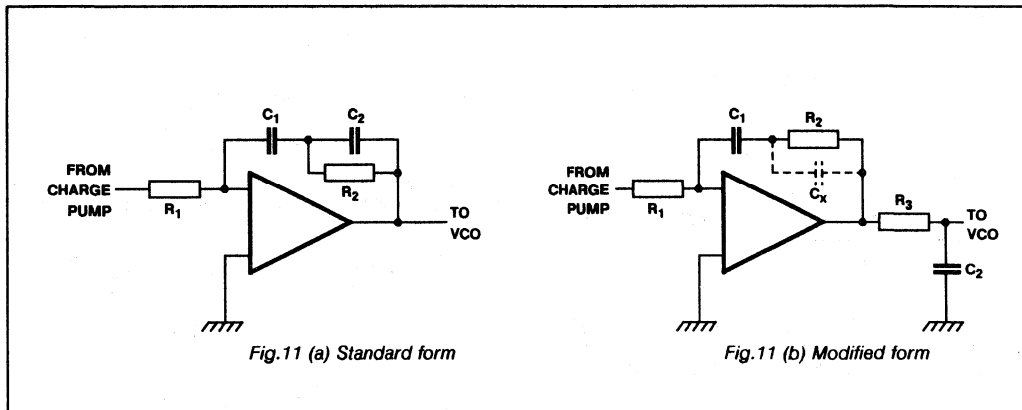 C1
C2
R2
FROM
CHARGE
PUMP
R1
TO
VCO
Fig.11 (a) Standard form
C1
R2
Cx
FROM
CHARGE
PUMP
R1
R3
TO
VCO
C2
Fig.11 (b) Modified form